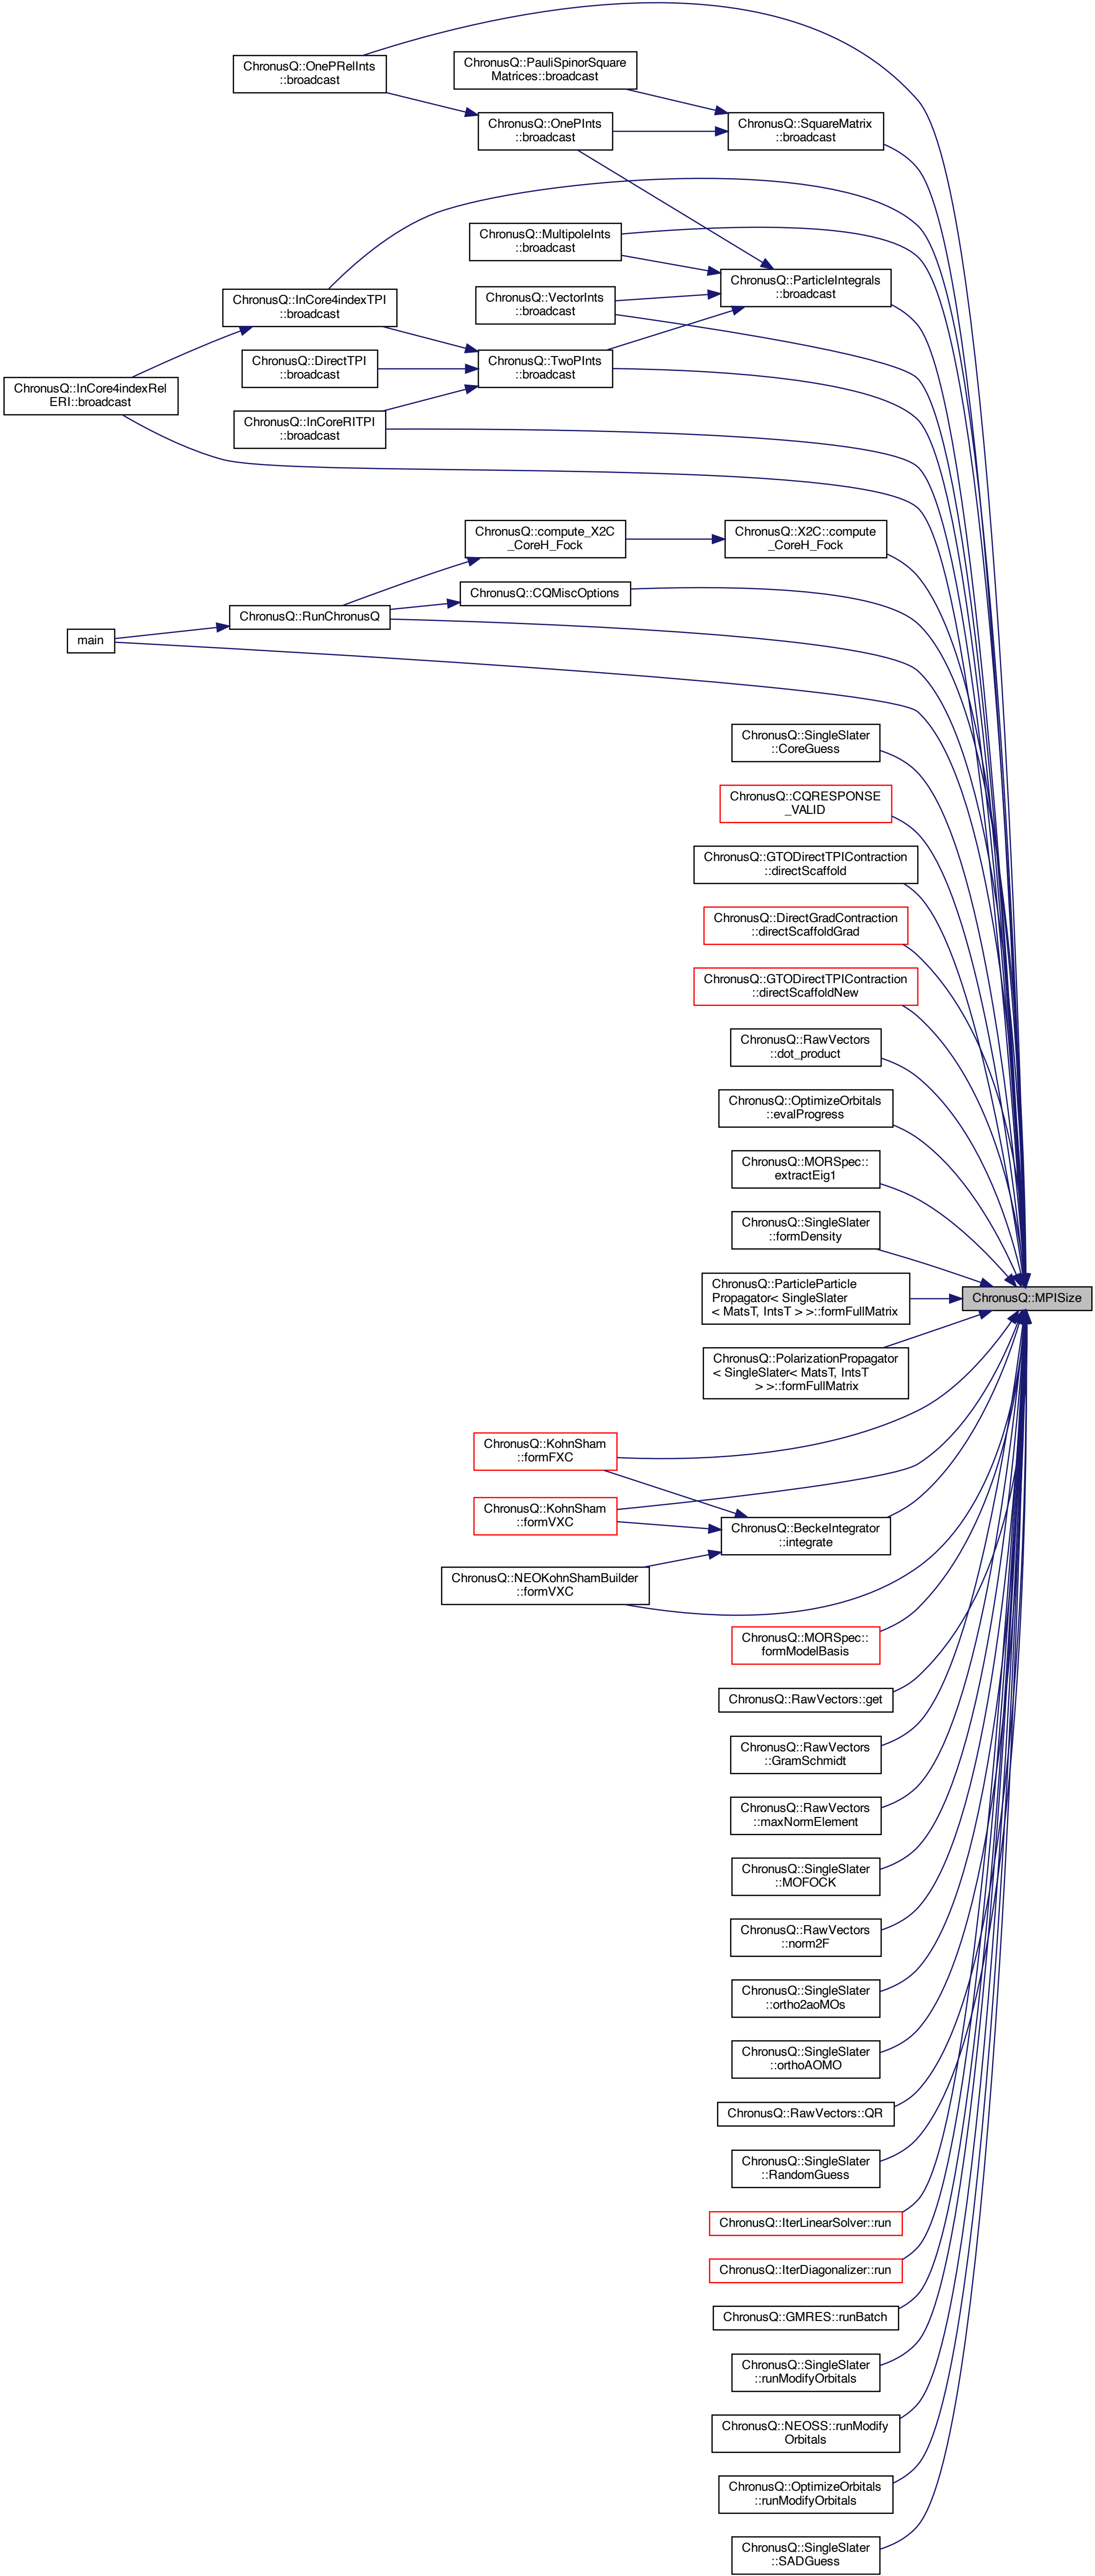 ChronusQ::OnePRelInts
::broadcast
ChronusQ::PauliSpinorSquare
Matrices::broadcast
ChronusQ::OnePInts
::broadcast
ChronusQ::SquareMatrix
::broadcast
ChronusQ::MultipoleInts
::broadcast
ChronusQ::ParticleIntegrals
::broadcast
ChronusQ::VectorInts
::broadcast
ChronusQ::InCore4indexTPI
::broadcast
ChronusQ::DirectTPI
::broadcast
ChronusQ::TwoPInts
::broadcast
ChronusQ::InCore4indexRel
ERI::broadcast
ChronusQ::InCoreRITPI
::broadcast
ChronusQ::compute_X2C
_CoreH_Fock
ChronusQ::X2C::compute
_CoreH_Fock
ChronusQ::CQMiscOptions
ChronusQ::RunChronusQ
main
ChronusQ::SingleSlater
::CoreGuess
ChronusQ::CQRESPONSE
_VALID
ChronusQ::GTODirectTPIContraction
::directScaffold
ChronusQ::DirectGradContraction
::directScaffoldGrad
ChronusQ::GTODirectTPIContraction
::directScaffoldNew
ChronusQ::RawVectors
::dot_product
ChronusQ::OptimizeOrbitals
::evalProgress
ChronusQ::MORSpec::
extractEig1
ChronusQ::SingleSlater
::formDensity
ChronusQ::MPISize
ChronusQ::ParticleParticle
Propagator< SingleSlater
< MatsT, IntsT > >::formFullMatrix
ChronusQ::PolarizationPropagator
< SingleSlater< MatsT, IntsT
> >::formFullMatrix
ChronusQ::KohnSham
::formFXC
ChronusQ::KohnSham
::formVXC
ChronusQ::BeckeIntegrator
::integrate
ChronusQ::NEOKohnShamBuilder
::formVXC
ChronusQ::MORSpec::
formModelBasis
ChronusQ::RawVectors::get
ChronusQ::RawVectors
::GramSchmidt
ChronusQ::RawVectors
::maxNormElement
ChronusQ::SingleSlater
::MOFOCK
ChronusQ::RawVectors
::norm2F
ChronusQ::SingleSlater
::ortho2aoMOs
ChronusQ::SingleSlater
::orthoAOMO
ChronusQ::RawVectors::QR
ChronusQ::SingleSlater
::RandomGuess
ChronusQ::IterLinearSolver::run
ChronusQ::IterDiagonalizer::run
ChronusQ::GMRES::runBatch
ChronusQ::SingleSlater
::runModifyOrbitals
ChronusQ::NEOSS::runModify
Orbitals
ChronusQ::OptimizeOrbitals
::runModifyOrbitals
ChronusQ::SingleSlater
::SADGuess